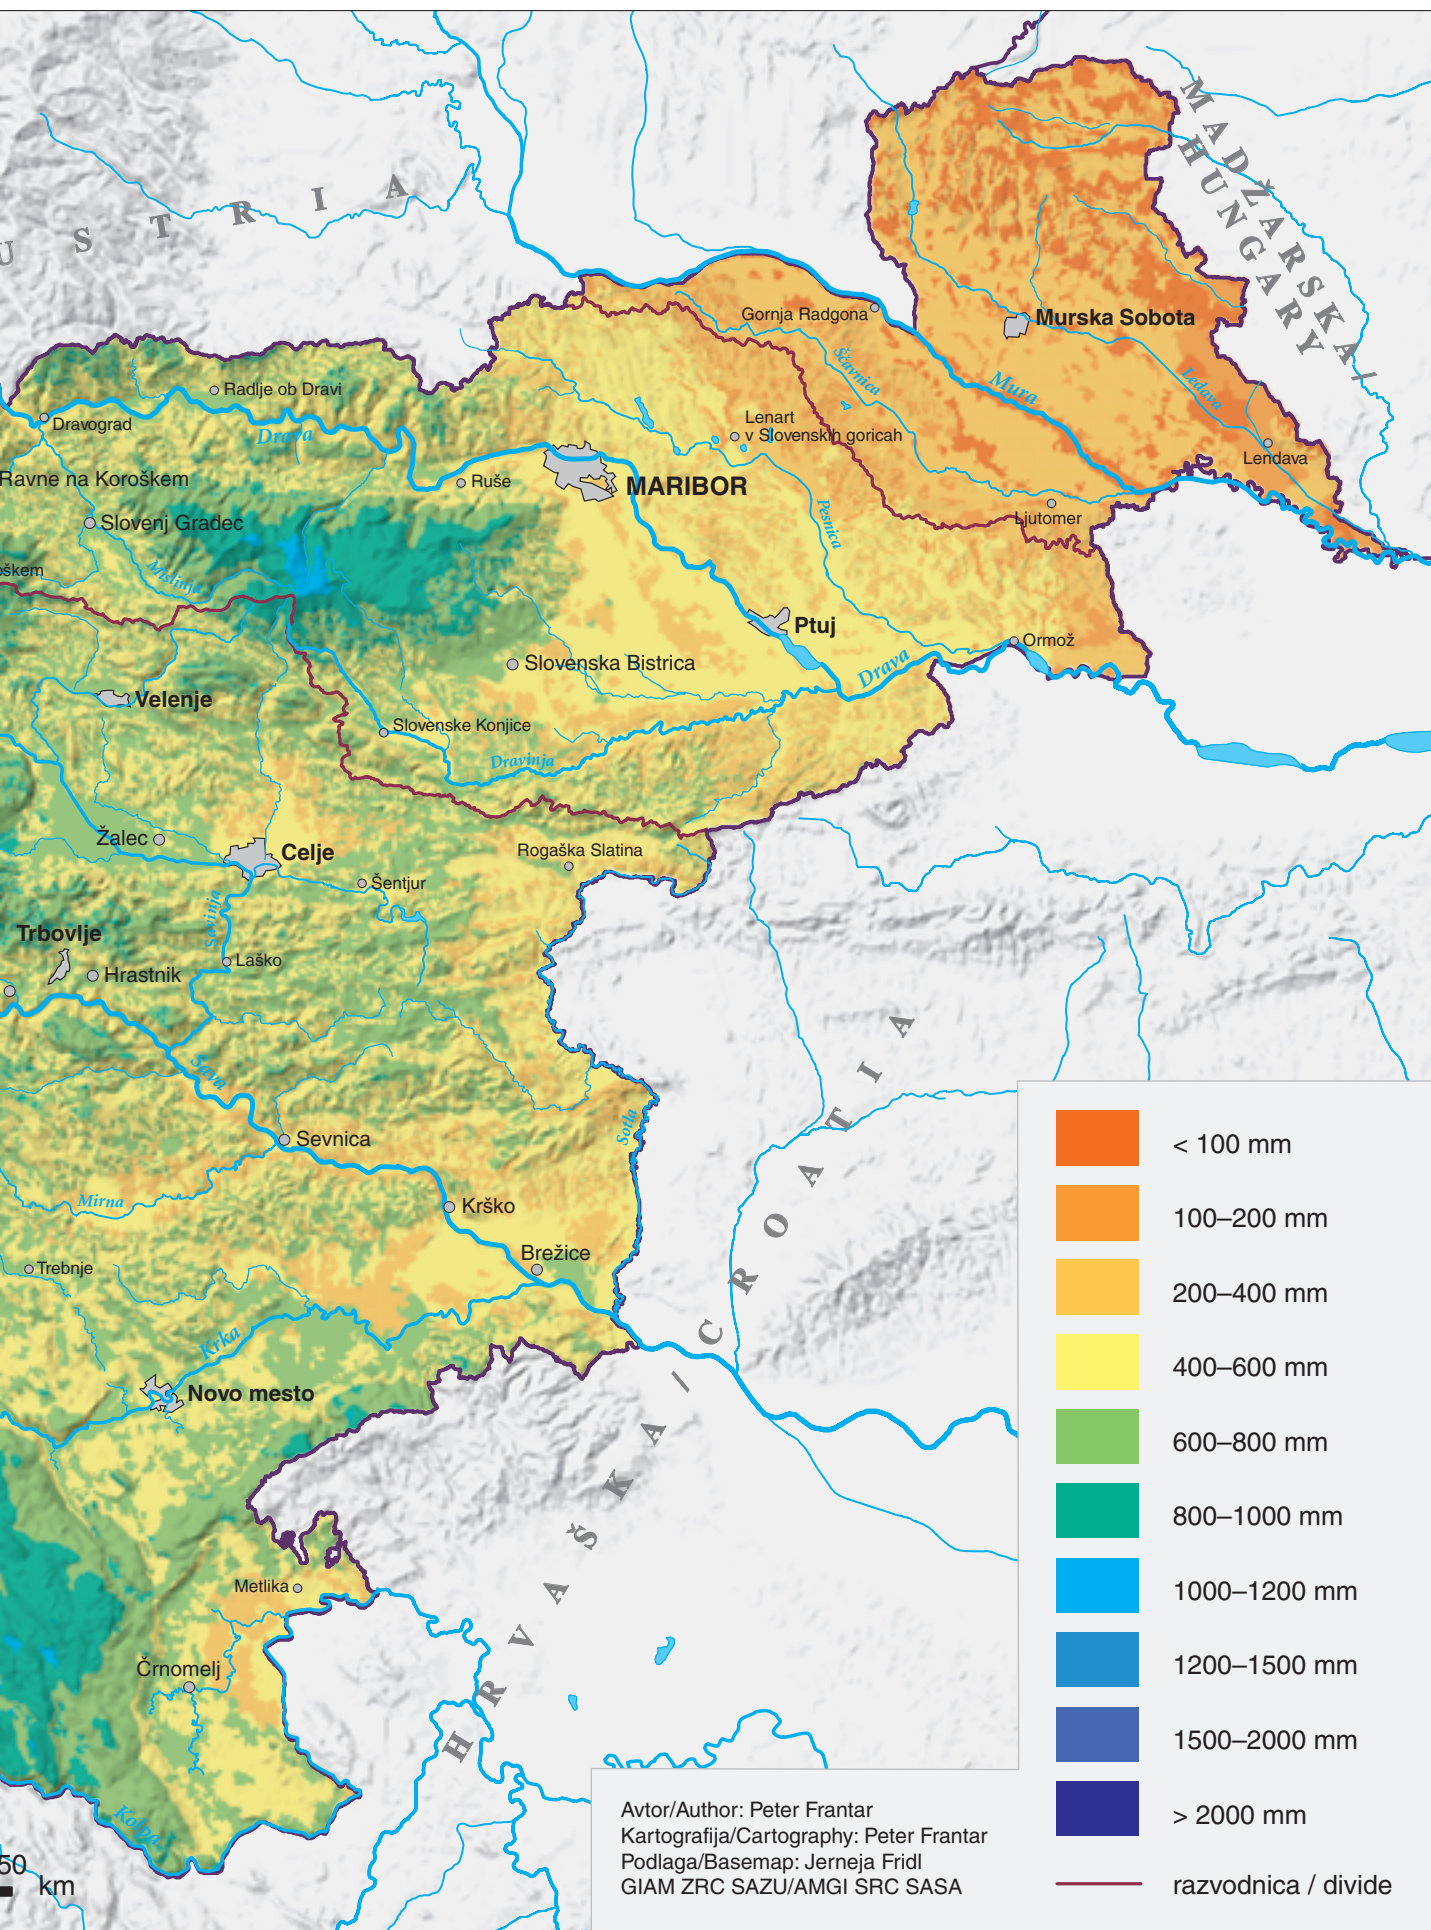 USTRIA
MADŽARSKA /
HUNGARY
Gornja Radgona
Murska Sobota
Ščavnica
Mura
Ledava
Radlje ob Dravi
Dravograd
Drava
Lenart
v Slovenskih goricah
Lendava
Ravne na Koroškem
Ruše
MARIBOR
Slovenj Gradec
Pesnica
Ljutomer
oškem
Mislinja
Ptuj
Ormož
Slovenska Bistrica
Drava
Velenje
Slovenske Konjice
Dravinja
Žalec
Celje
Rogaška Slatina
Šentjur
Savinja
Trbovlje
Laško
Hrastnik
Sava
Sotla
Sevnica
Mirna
Krško
Brežice
Trebnje
Krka
Novo mesto
HRVAŠKA / CROATIA
Metlika
Črnomelj
Kolpa
50
km
< 100 mm
100–200 mm
200–400 mm
400–600 mm
600–800 mm
800–1000 mm
1000–1200 mm
1200–1500 mm
1500–2000 mm
> 2000 mm
razvodnica / divide
Avtor/Author: Peter Frantar
Kartografija/Cartography: Peter Frantar
Podlaga/Basemap: Jerneja Fridl
GIAM ZRC SAZU/AMGI SRC SASA